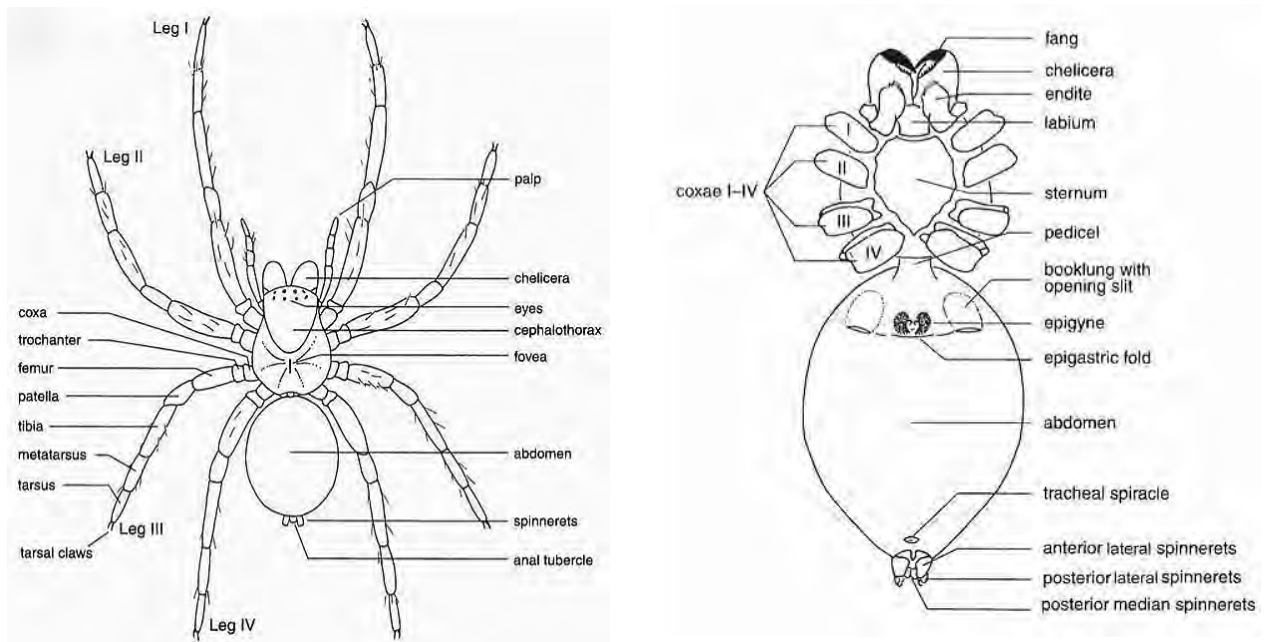 Leg I
Leg II
palp
chelicera
eyes
cephalothorax
fovea
coxa
trochanter
femur
patella
tibia
metatarsus
tarsus
Leg III
tarsal claws
abdomen
spinnerets
anal tubercle
Leg IV
fang
chelicera
endite
labium
I
II
III
IV
coxae I–IV
sternum
pedicel
booklung with
opening slit
epigyne
epigastric fold
abdomen
tracheal spiracle
anterior lateral spinnerets
posterior lateral spinnerets
posterior median spinnerets